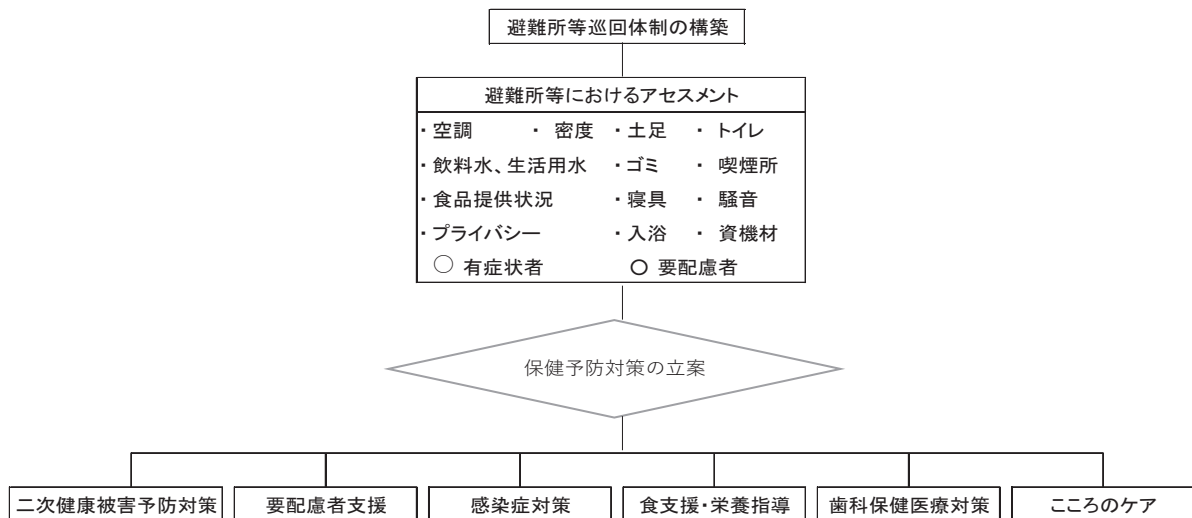 避難所等巡回体制の構築
避難所等におけるアセスメント
・空調　・密度　・土足　・トイレ
・飲料水、生活用水　・ゴミ　・喫煙所
・食品提供状況　・寝具　・騒音
・プライバシー　・入浴　・資機材
○ 有症状者　○ 要配慮者
保健予防対策の立案
二次健康被害予防対策　要配慮者支援　感染症対策　食支援・栄養指導　歯科保健医療対策　こころのケア